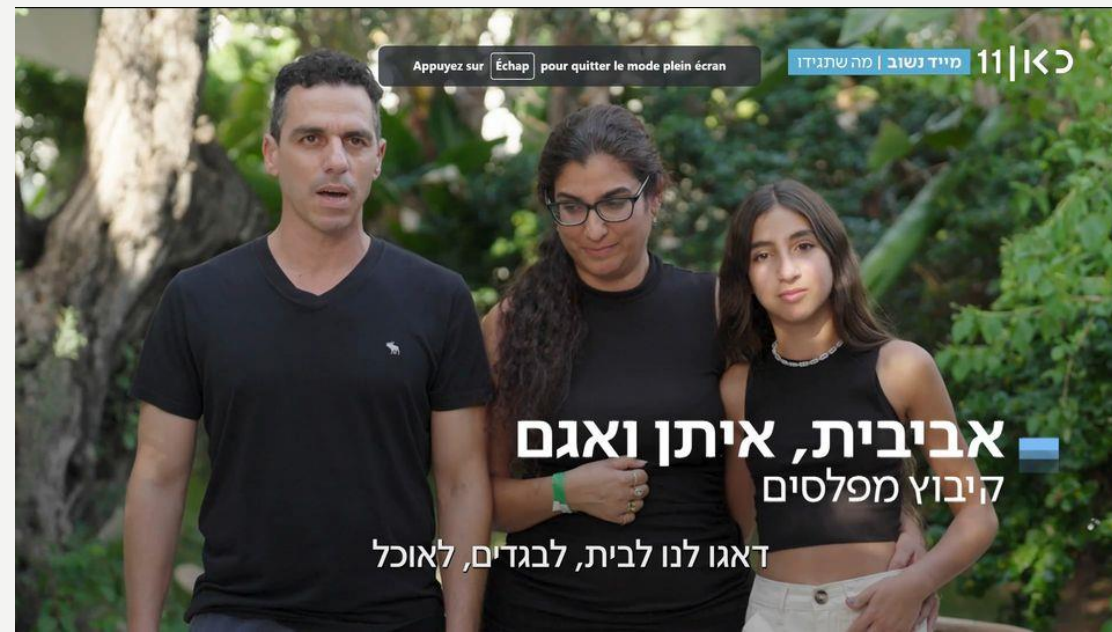 Appuyez sur Échap pour quitter le mode plein écran
כאן 11 מייד נשוב | מה שתגידו
אביבית, איתן ואגם
קיבוץ מפלסים
דאגו לנו לבית, לבגדים, לאוכל